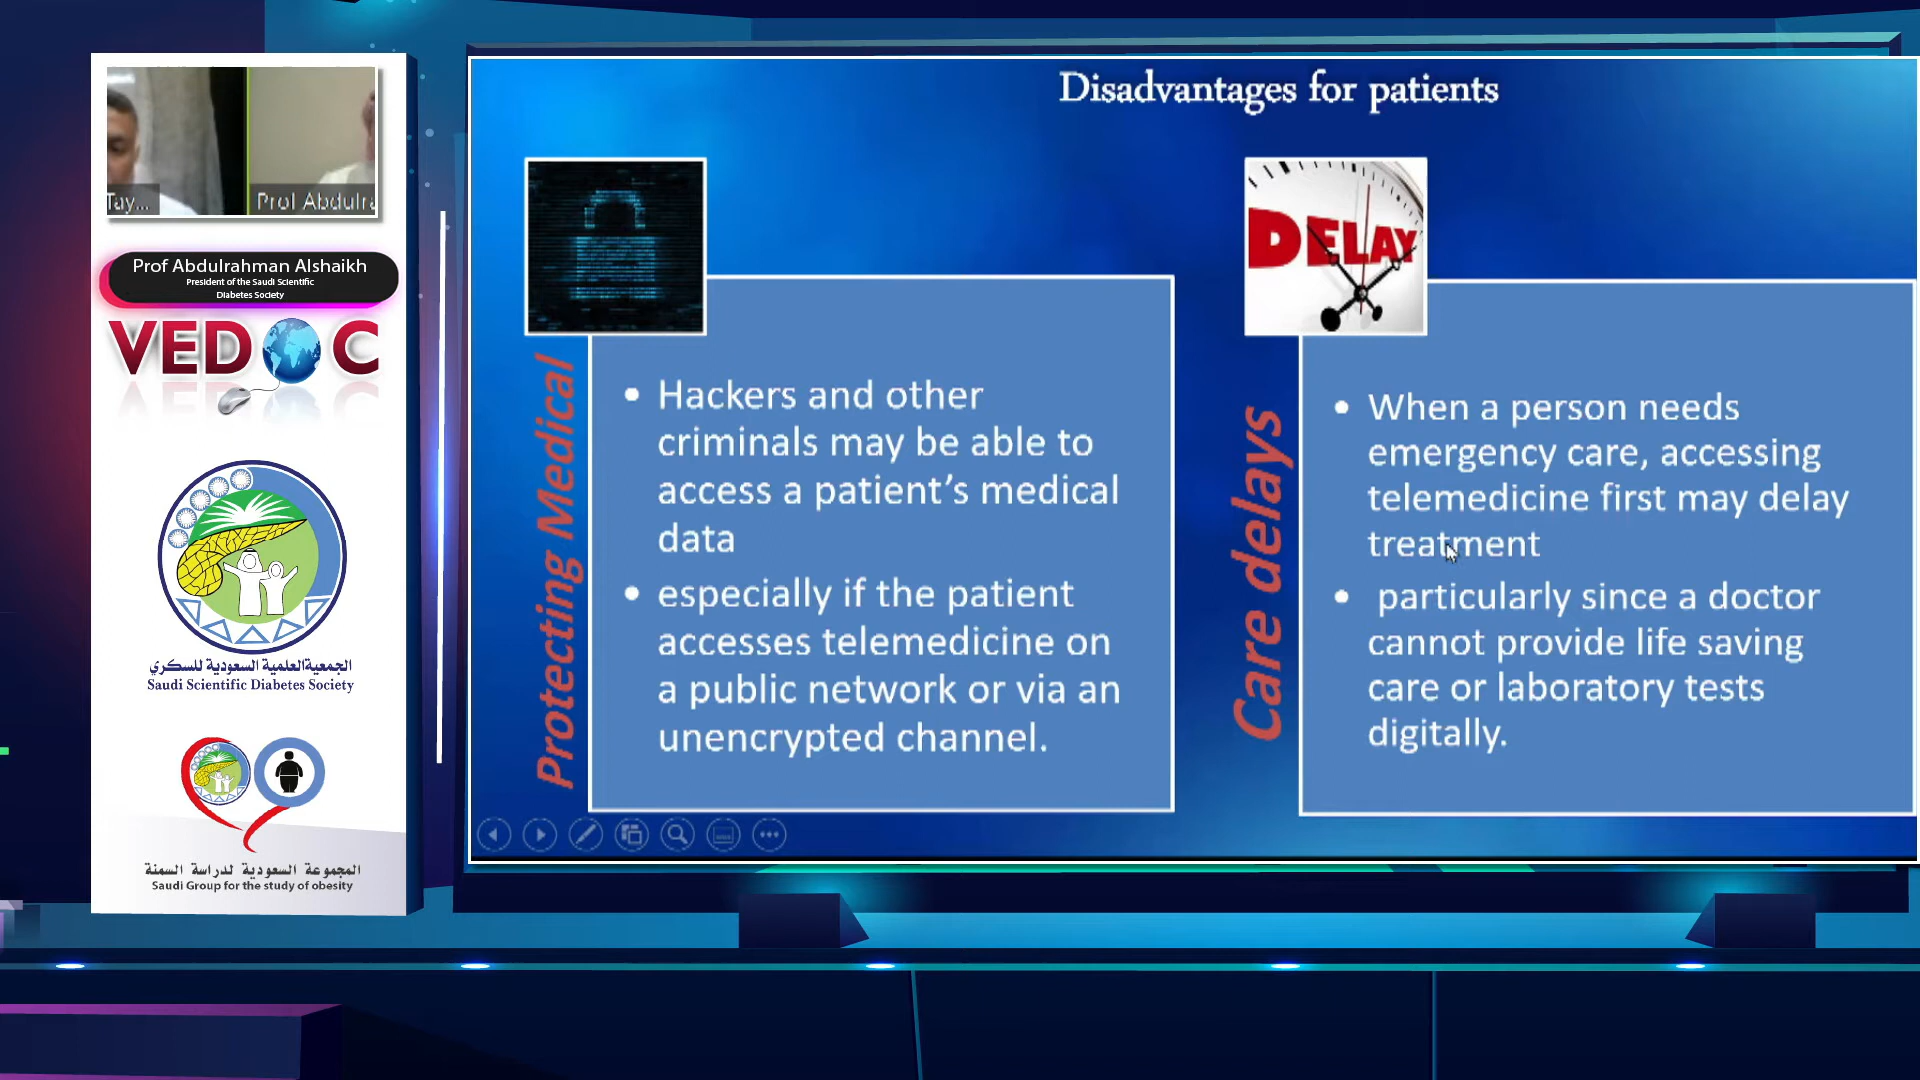 Tay...
Prof Abdulra
Prof Abdulrahman Alshaikh
President of the Saudi Scientific
Diabetes Society
VEDOC
الجمعية العلمية السعودية للسكري
Saudi Scientific Diabetes Society
المجموعة السعودية لدراسة السمنة
Saudi Group for the study of obesity
Disadvantages for patients
Protecting Medical
• Hackers and other
criminals may be able to
access a patient’s medical
data
• especially if the patient
accesses telemedicine on
a public network or via an
unencrypted channel.
DELAY
Care delays
• When a person needs
emergency care, accessing
telemedicine first may delay
treatment
• particularly since a doctor
cannot provide life saving
care or laboratory tests
digitally.